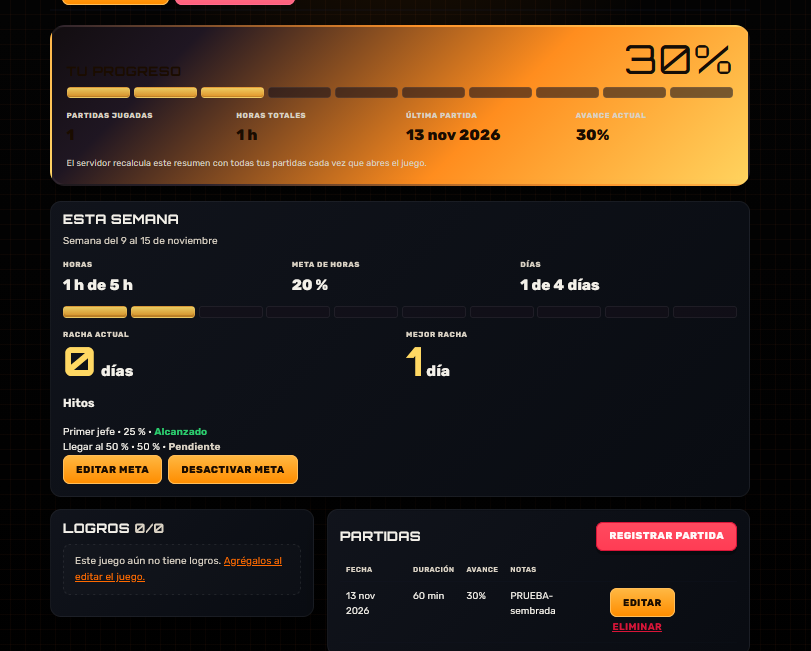 TU PROGRESO
30%
PARTIDAS JUGADAS
1
HORAS TOTALES
1 h
ÚLTIMA PARTIDA
13 nov 2026
AVANCE ACTUAL
30%
El servidor recalcula este resumen con todas tus partidas cada vez que abres el juego.
ESTA SEMANA
Semana del 9 al 15 de noviembre
HORAS
1 h de 5 h
META DE HORAS
20 %
DÍAS
1 de 4 días
RACHA ACTUAL
0 días
MEJOR RACHA
1 día
Hitos
Primer jefe • 25 % • Alcanzado
Llegar al 50 % • 50 % • Pendiente
EDITAR META
DESACTIVAR META
LOGROS 0/0
Este juego aún no tiene logros. Agrégalos al
editar el juego.
PARTIDAS
REGISTRAR PARTIDA
FECHA DURACIÓN AVANCE NOTAS
13 nov
2026
60 min
30%
PRUEBA-
sembrada
EDITAR
ELIMINAR